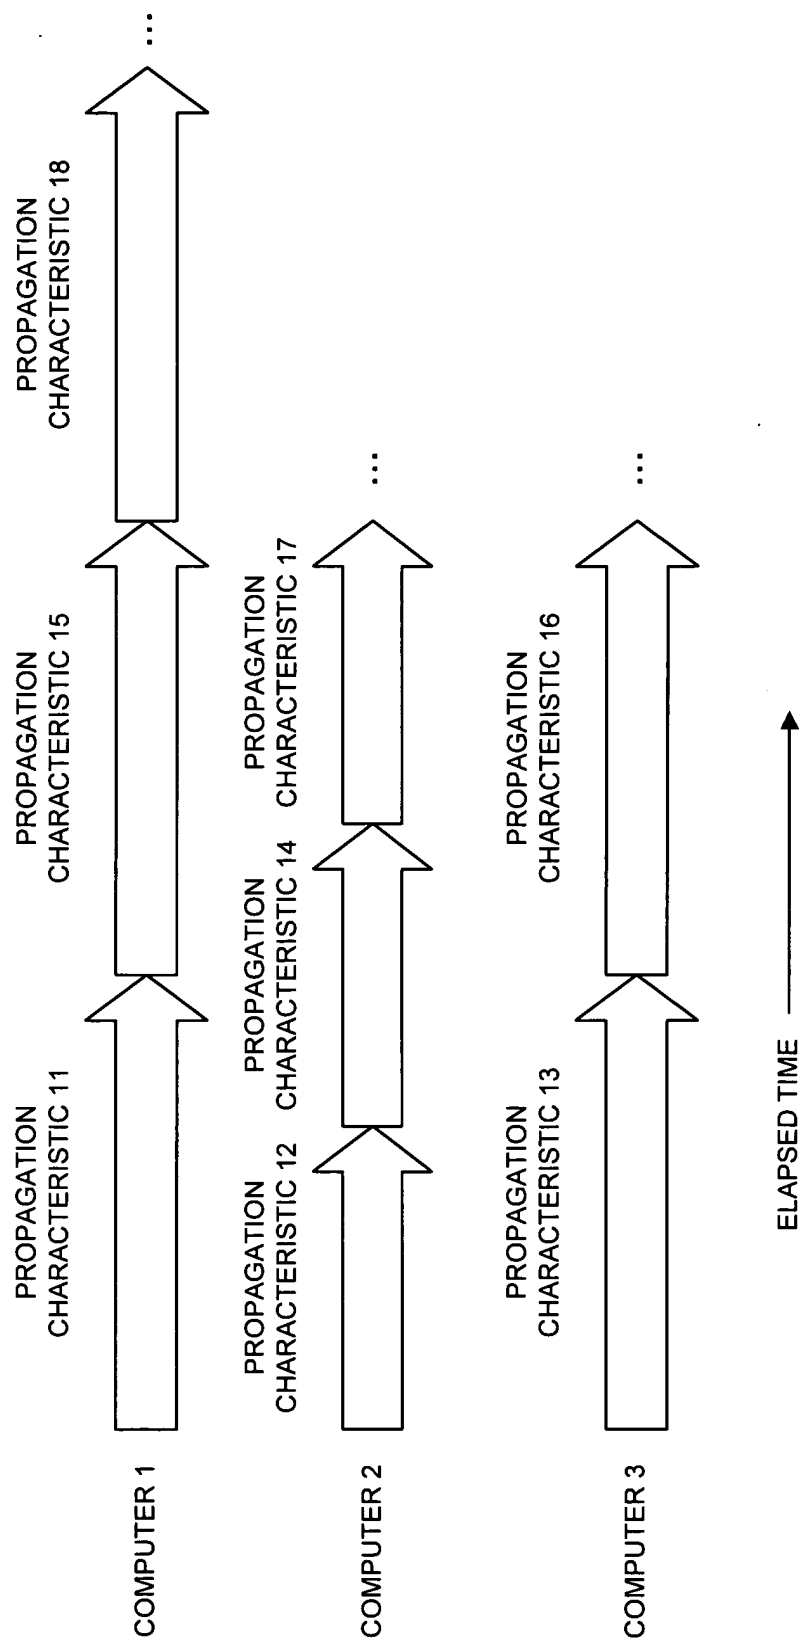 COMPUTER 1
PROPAGATION
CHARACTERISTIC 11
PROPAGATION
CHARACTERISTIC 15
PROPAGATION
CHARACTERISTIC 18
...
COMPUTER 2
PROPAGATION
CHARACTERISTIC 12
PROPAGATION
CHARACTERISTIC 14
PROPAGATION
CHARACTERISTIC 17
...
COMPUTER 3
PROPAGATION
CHARACTERISTIC 13
PROPAGATION
CHARACTERISTIC 16
...
ELAPSED TIME